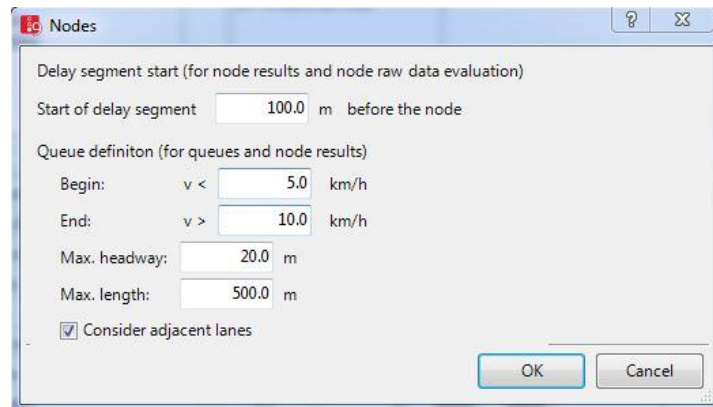 Nodes
Delay segment start (for node results and node raw data evaluation)
Start of delay segment 100.0 m before the node
Queue definiton (for queues and node results)
Begin: v < 5.0 km/h
End: v > 10.0 km/h
Max. headway: 20.0 m
Max. length: 500.0 m
Consider adjacent lanes
OK Cancel